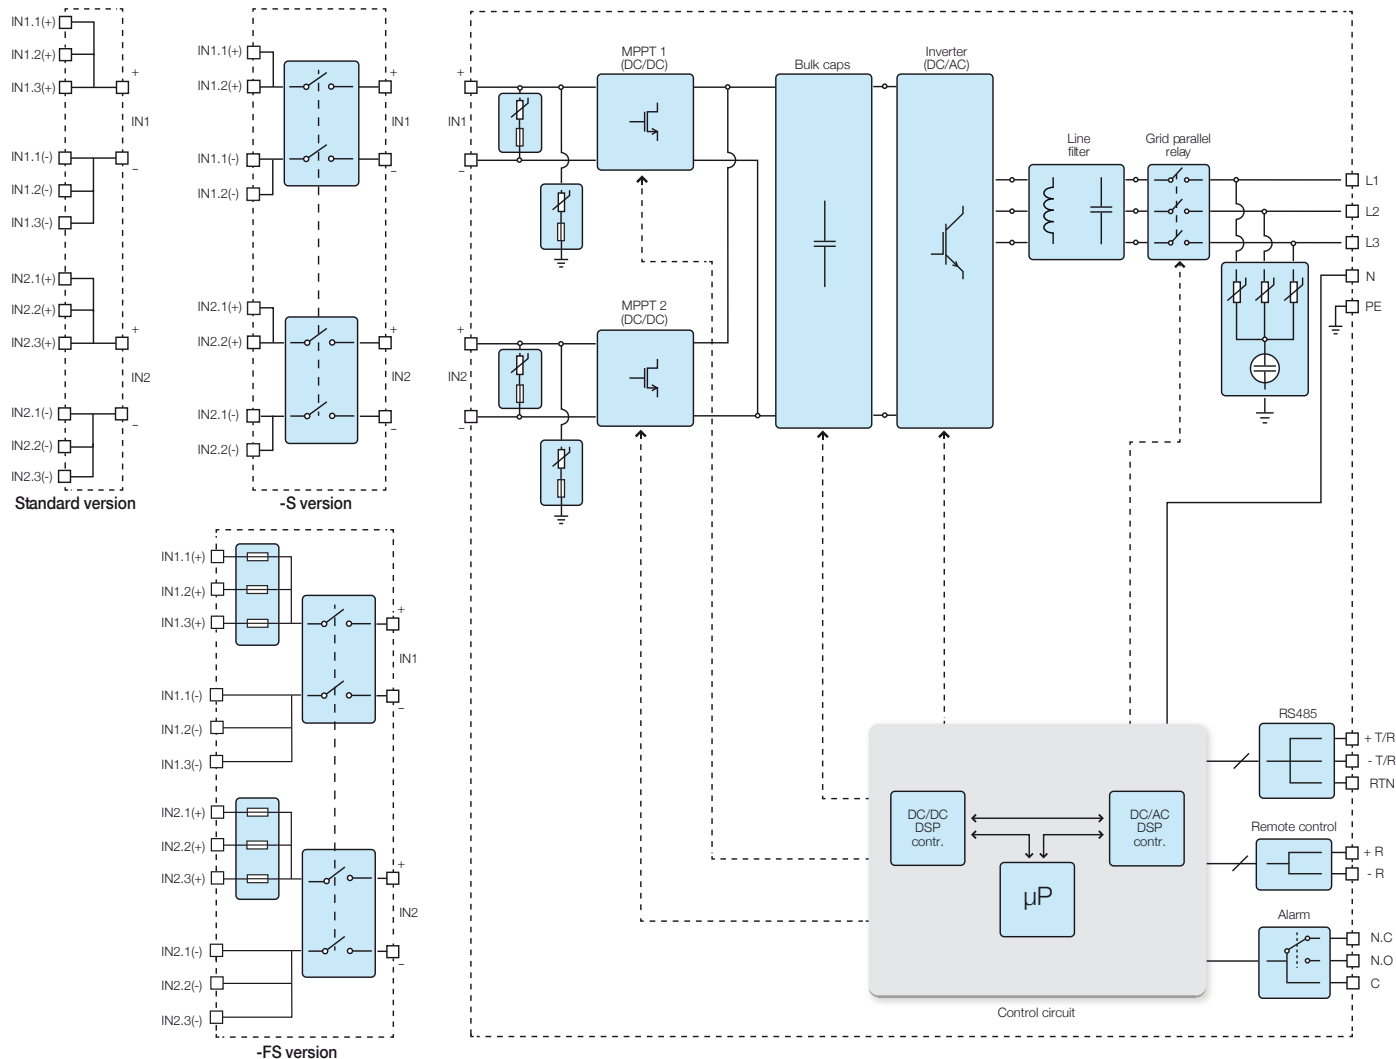 IN1.1(+)
IN1.2(+)
IN1.3(+)
+
IN1
IN1.1(-)
−
IN1.2(-)
IN1.3(-)
IN2.1(+)
IN2.2(+)
IN2.3(+)
+
IN2
IN2.1(-)
−
IN2.2(-)
IN2.3(-)
Standard version
IN1.1(+)
IN1.2(+)
+
IN1
IN1.1(-)
−
IN1.2(-)
IN2.1(+)
IN2.2(+)
+
IN2
IN2.1(-)
−
IN2.2(-)
-S version
IN1.1(+)
IN1.2(+)
IN1.3(+)
+
IN1
IN1.1(-)
−
IN1.2(-)
IN1.3(-)
IN2.1(+)
IN2.2(+)
IN2.3(+)
+
IN2
IN2.1(-)
−
IN2.2(-)
IN2.3(-)
-FS version
+
IN1
−
+
IN2
−
MPPT 1
(DC/DC)
MPPT 2
(DC/DC)
Bulk caps
Inverter
(DC/AC)
Line
filter
Grid parallel
relay
L1
L2
L3
N
PE
DC/DC
DSP
contr.
DC/AC
DSP
contr.
µP
Control circuit
RS485
+ T/R
- T/R
RTN
Remote control
+ R
- R
Alarm
N.C
N.O
C